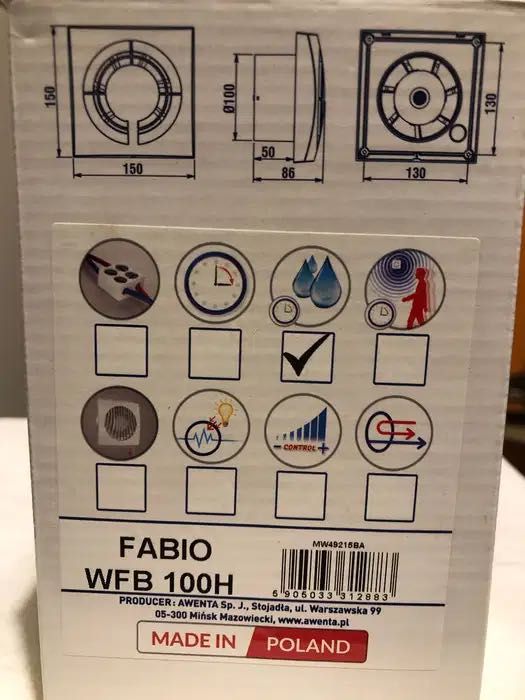 150
150
Ø100
50
86
130
130
- CONTROL +
FABIO
WFB 100H
MW49215BA
5 905033 312883
PRODUCER: AWENTA Sp. J., Stojadła, ul. Warszawska 99
05-300 Mińsk Mazowiecki, www.awenta.pl
MADE IN POLAND